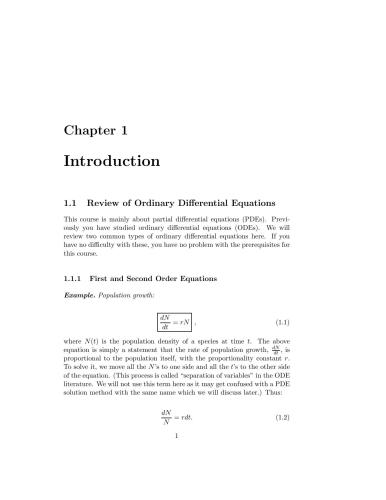 Chapter 1
Introduction
1.1 Review of Ordinary Differential Equations
This course is mainly about partial differential equations (PDEs). Previ-
ously you have studied ordinary differential equations (ODEs). We will
review two common types of ordinary differential equations here. If you
have no difficulty with these, you have no problem with the prerequisites for
this course.
1.1.1 First and Second Order Equations
Example. Population growth:
dN/dt = rN , (1.1)
where N(t) is the population density of a species at time t. The above
equation is simply a statement that the rate of population growth, dN/dt, is
proportional to the population itself, with the proportionality constant r.
To solve it, we move all the N's to one side and all the t's to the other side
of the equation. (This process is called "separation of variables" in the ODE
literature. We will not use this term here as it may get confused with a PDE
solution method with the same name which we will discuss later.) Thus:
dN/N = rdt. (1.2)
1